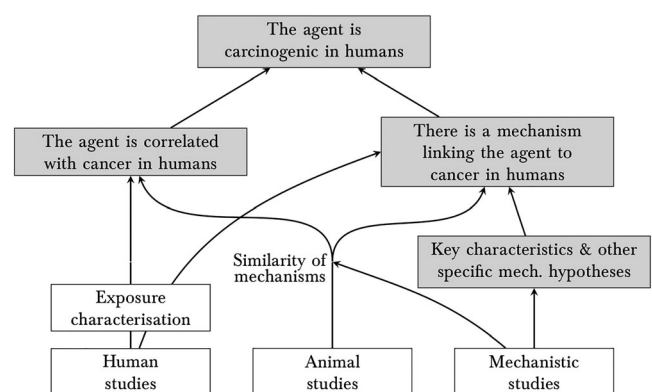 The agent is
carcinogenic in humans
The agent is correlated
with cancer in humans
There is a mechanism
linking the agent to
cancer in humans
Similarity of
mechanisms
Key characteristics & other
specific mech. hypotheses
Exposure
characterisation
Human
studies
Animal
studies
Mechanistic
studies